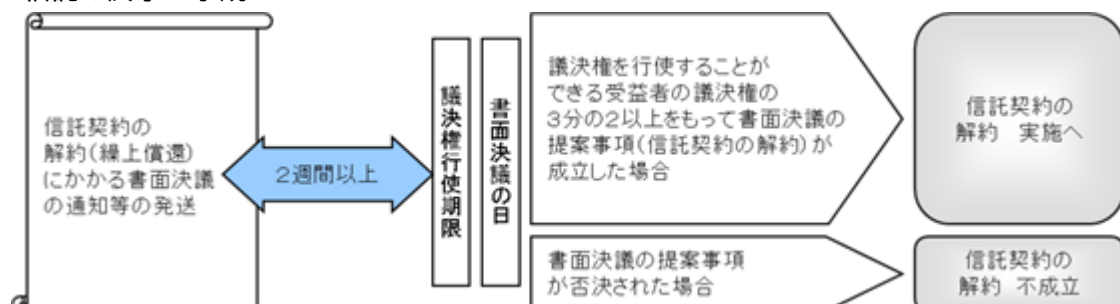 信託契約の
解約(繰上償還)
にかかる書面決議
の通知等の発送
2週間以上
議決権行使期限
書面決議の日
議決権を行使することが
できる受益者の議決権の
3分の2以上をもって書面決議の
提案事項(信託契約の解約)が
成立した場合
信託契約の
解約 実施へ
書面決議の提案事項
が否決された場合
信託契約の
解約 不成立